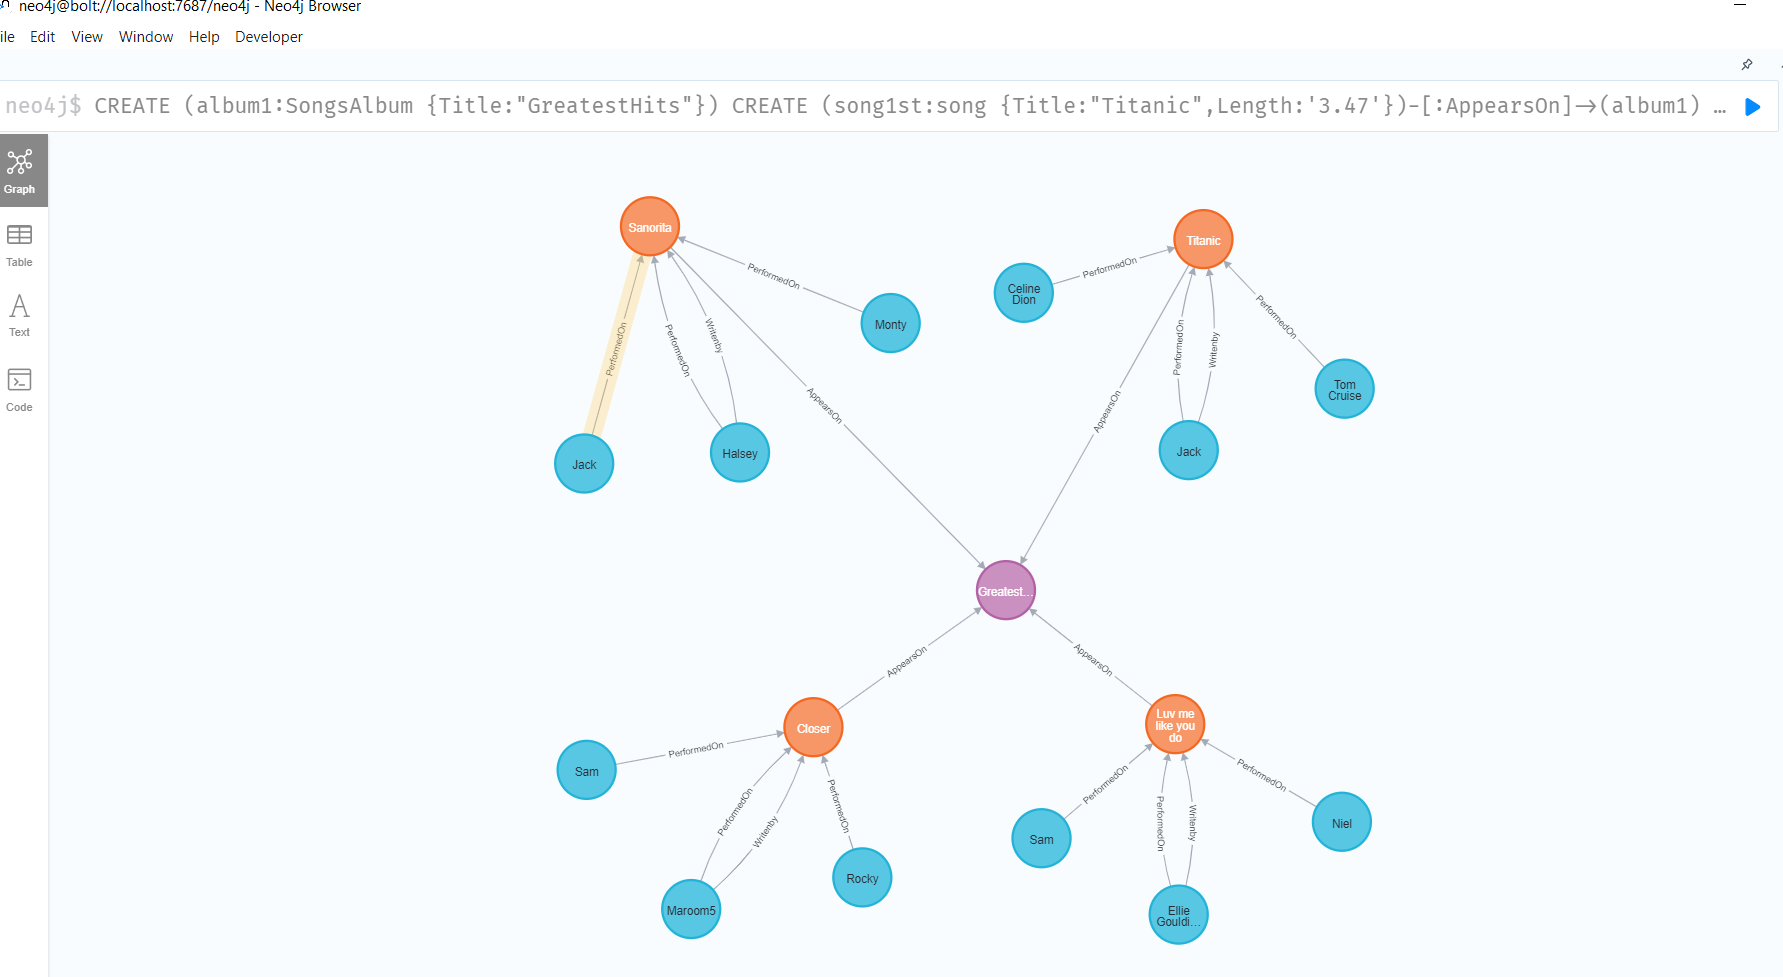 neo4j@bolt://localhost:7687/neo4j - Neo4j Browser
ile Edit View Window Help Developer
neo4j$ CREATE (album1:SongsAlbum {Title:"GreatestHits"}) CREATE (song1st:song {Title:"Titanic",Length:'3.47'})-[:AppearsOn]→(album1) …
Graph
Table
Text
Code
Sanorita
PerformedOn
Monty
PerformedOn
PerformedOn
Writenby
Jack
Halsey
AppearsOn
Titanic
PerformedOn
Celine
Dion
PerformedOn
PerformedOn
Writenby
Tom
Cruise
Jack
AppearsOn
Greatest...
AppearsOn
AppearsOn
Closer
PerformedOn
Sam
PerformedOn
Writenby
PerformedOn
Maroom5
Rocky
Luv me
like you
do
PerformedOn
PerformedOn
Writenby
PerformedOn
Sam
Niel
Ellie
Gouldi...